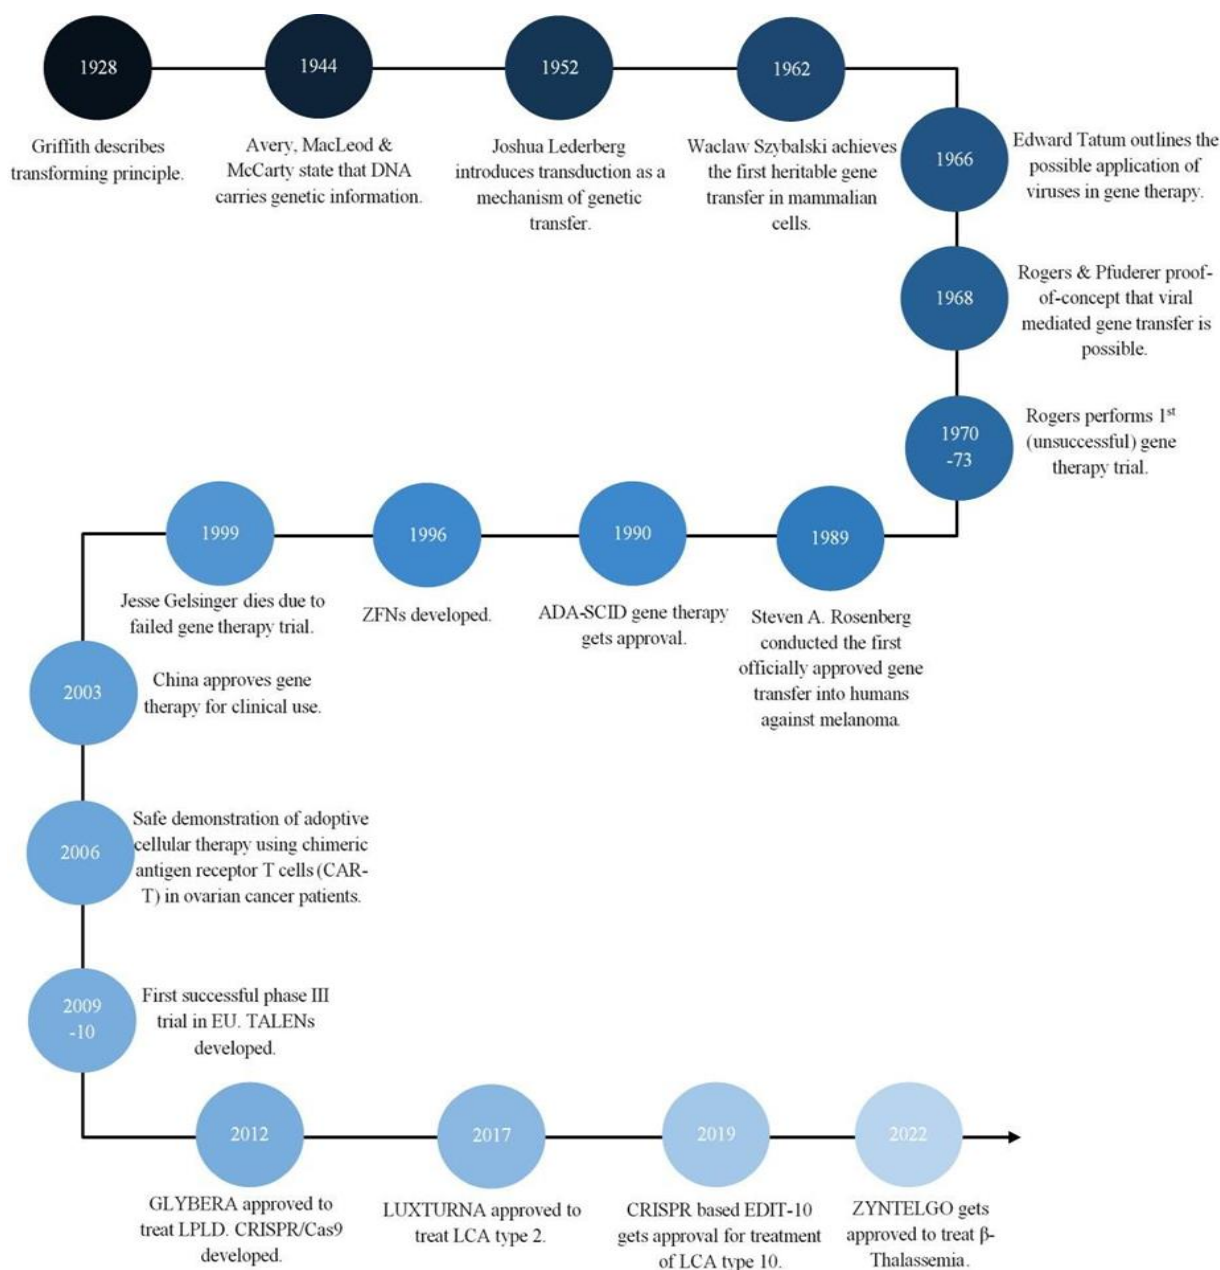 1928
Griffith describes
transforming principle.
1944
Avery, MacLeod &
McCarty state that DNA
carries genetic information.
1952
Joshua Lederberg
introduces transduction as a
mechanism of genetic
transfer.
1962
Waclaw Szybalski achieves
the first heritable gene
transfer in mammalian
cells.
1966
Edward Tatum outlines the
possible application of
viruses in gene therapy.
1968
Rogers & Pfuderer proof-
of-concept that viral
mediated gene transfer is
possible.
1970
-73
Rogers performs 1st
(unsuccessful) gene
therapy trial.
1989
Steven A. Rosenberg
conducted the first
officially approved gene
transfer into humans
against melanoma.
1990
ADA-SCID gene therapy
gets approval.
1996
ZFNs developed.
1999
Jesse Gelsinger dies due to
failed gene therapy trial.
2003
China approves gene
therapy for clinical use.
2006
Safe demonstration of adoptive
cellular therapy using chimeric
antigen receptor T cells (CAR-
T) in ovarian cancer patients.
2009
-10
First successful phase III
trial in EU. TALENs
developed.
2012
GLYBERA approved to
treat LPLD. CRISPR/Cas9
developed.
2017
LUXTURNA approved to
treat LCA type 2.
2019
CRISPR based EDIT-10
gets approval for treatment
of LCA type 10.
2022
ZYNTELGO gets
approved to treat β-
Thalassemia.